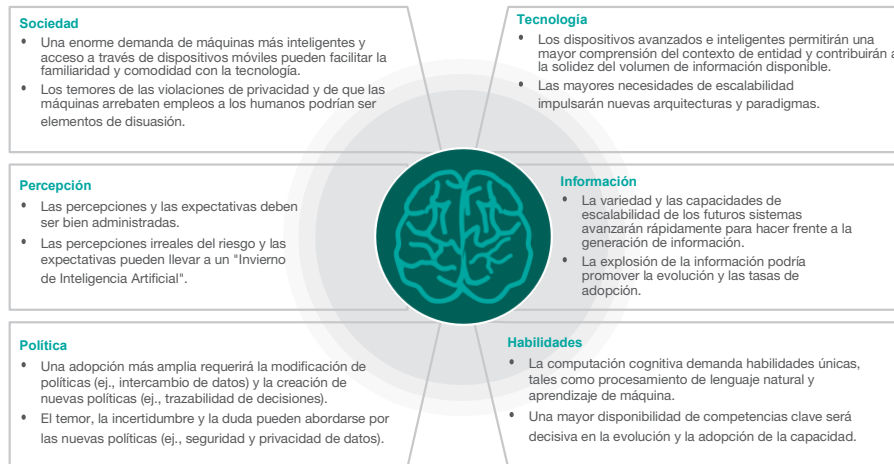 Sociedad
• Una enorme demanda de máquinas más inteligentes y
acceso a través de dispositivos móviles pueden facilitar la
familiaridad y comodidad con la tecnología.
• Los temores de las violaciones de privacidad y de que las
máquinas arrebaten empleos a los humanos podrían ser
elementos de disuasión.
Tecnología
• Los dispositivos avanzados e inteligentes permitirán una
mayor comprensión del contexto de entidad y contribuirán a
la solidez del volumen de información disponible.
• Las mayores necesidades de escalabilidad
impulsarán nuevas arquitecturas y paradigmas.
Percepción
• Las percepciones y las expectativas deben
ser bien administradas.
• Las percepciones irreales del riesgo y las
expectativas pueden llevar a un "Invierno
de Inteligencia Artificial".
Información
• La variedad y las capacidades de
escalabilidad de los futuros sistemas
avanzarán rápidamente para hacer frente a la
generación de información.
• La explosión de la información podría
promover la evolución y las tasas de
adopción.
Política
• Una adopción más amplia requerirá la modificación de
políticas (ej., intercambio de datos) y la creación de
nuevas políticas (ej., trazabilidad de decisiones).
• El temor, la incertidumbre y la duda pueden abordarse por
las nuevas políticas (ej., seguridad y privacidad de datos).
Habilidades
• La computación cognitiva demanda habilidades únicas,
tales como procesamiento de lenguaje natural y
aprendizaje de máquina.
• Una mayor disponibilidad de competencias clave será
decisiva en la evolución y la adopción de la capacidad.